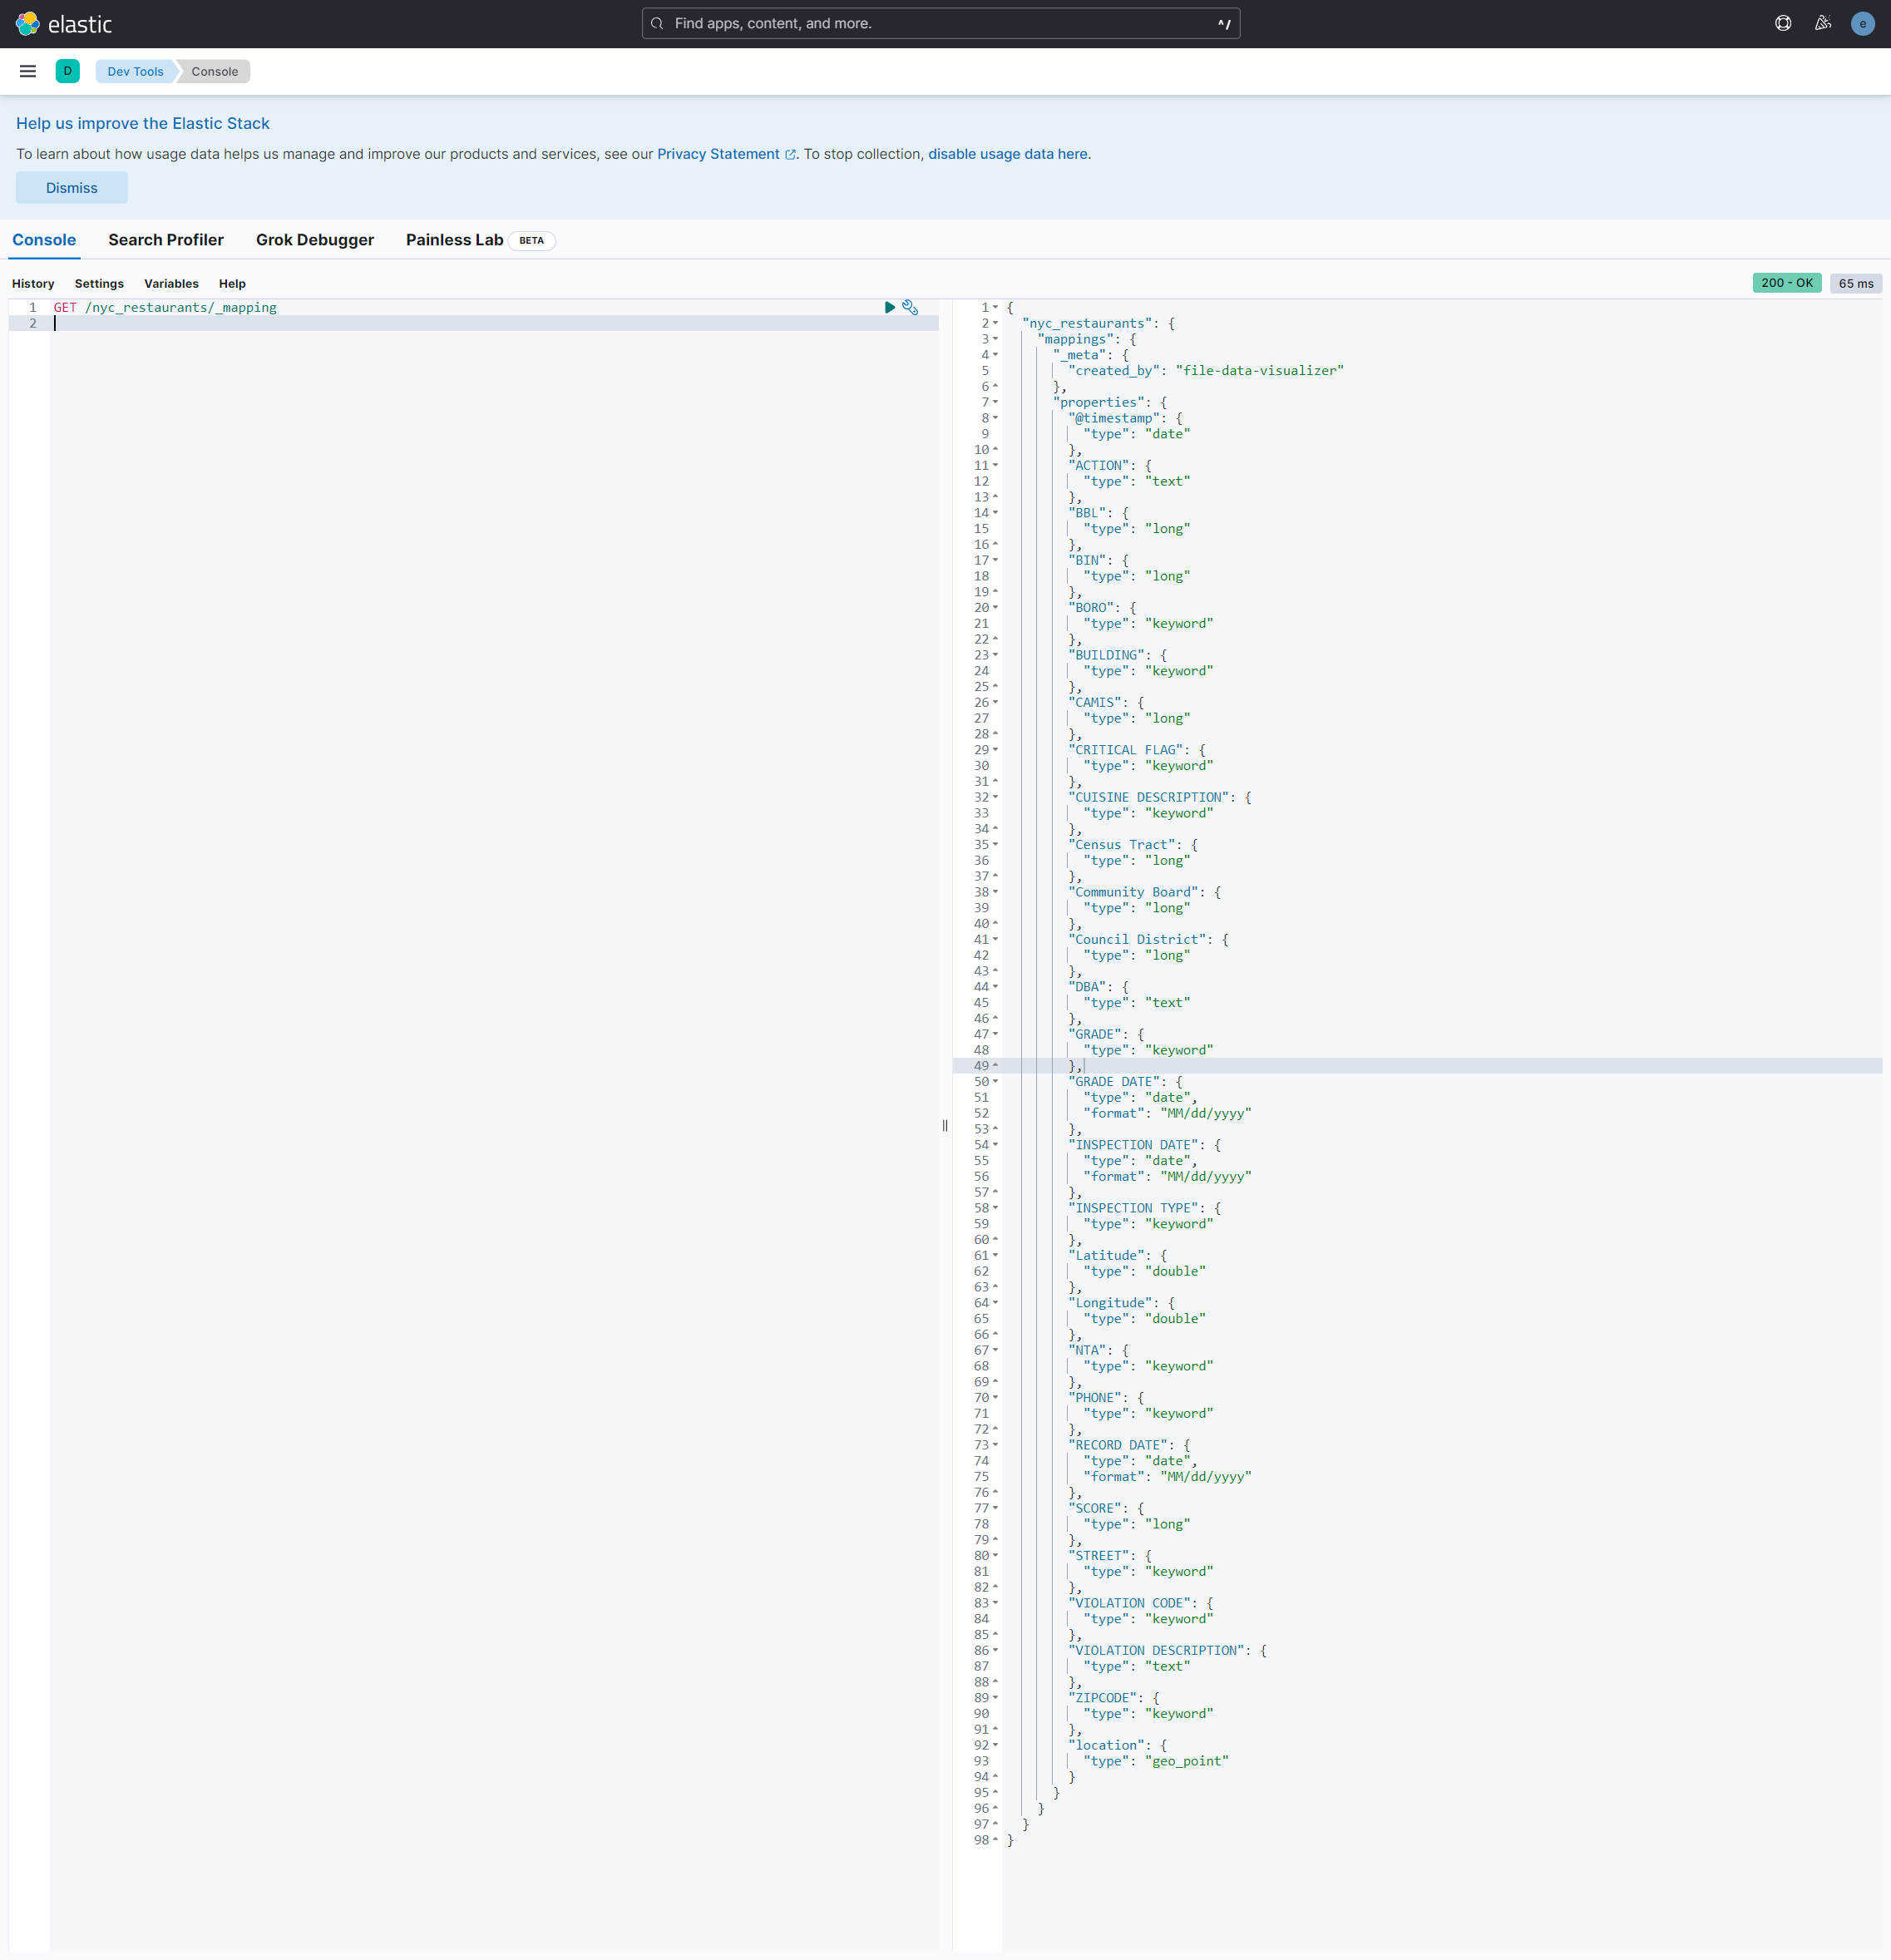 elastic
Find apps, content, and more.
^/
e
D
Dev Tools
Console
Help us improve the Elastic Stack
To learn about how usage data helps us manage and improve our products and services, see our Privacy Statement. To stop collection, disable usage data here.
Dismiss
Console
Search Profiler
Grok Debugger
Painless Lab
BETA
History
Settings
Variables
Help
200 - OK
65 ms
1 GET /nyc_restaurants/_mapping
2
1 {
2 "nyc_restaurants": {
3 "mappings": {
4 "_meta": {
5 "created_by": "file-data-visualizer"
6 },
7 "properties": {
8 "@timestamp": {
9 "type": "date"
10 },
11 "ACTION": {
12 "type": "text"
13 },
14 "BBL": {
15 "type": "long"
16 },
17 "BIN": {
18 "type": "long"
19 },
20 "BORO": {
21 "type": "keyword"
22 },
23 "BUILDING": {
24 "type": "keyword"
25 },
26 "CAMIS": {
27 "type": "long"
28 },
29 "CRITICAL FLAG": {
30 "type": "keyword"
31 },
32 "CUISINE DESCRIPTION": {
33 "type": "keyword"
34 },
35 "Census Tract": {
36 "type": "long"
37 },
38 "Community Board": {
39 "type": "long"
40 },
41 "Council District": {
42 "type": "long"
43 },
44 "DBA": {
45 "type": "text"
46 },
47 "GRADE": {
48 "type": "keyword"
49 },
50 "GRADE DATE": {
51 "type": "date",
52 "format": "MM/dd/yyyy"
53 },
54 "INSPECTION DATE": {
55 "type": "date",
56 "format": "MM/dd/yyyy"
57 },
58 "INSPECTION TYPE": {
59 "type": "keyword"
60 },
61 "Latitude": {
62 "type": "double"
63 },
64 "Longitude": {
65 "type": "double"
66 },
67 "NTA": {
68 "type": "keyword"
69 },
70 "PHONE": {
71 "type": "keyword"
72 },
73 "RECORD DATE": {
74 "type": "date",
75 "format": "MM/dd/yyyy"
76 },
77 "SCORE": {
78 "type": "long"
79 },
80 "STREET": {
81 "type": "keyword"
82 },
83 "VIOLATION CODE": {
84 "type": "keyword"
85 },
86 "VIOLATION DESCRIPTION": {
87 "type": "text"
88 },
89 "ZIPCODE": {
90 "type": "keyword"
91 },
92 "location": {
93 "type": "geo_point"
94 }
95 }
96 }
97 }
98 }